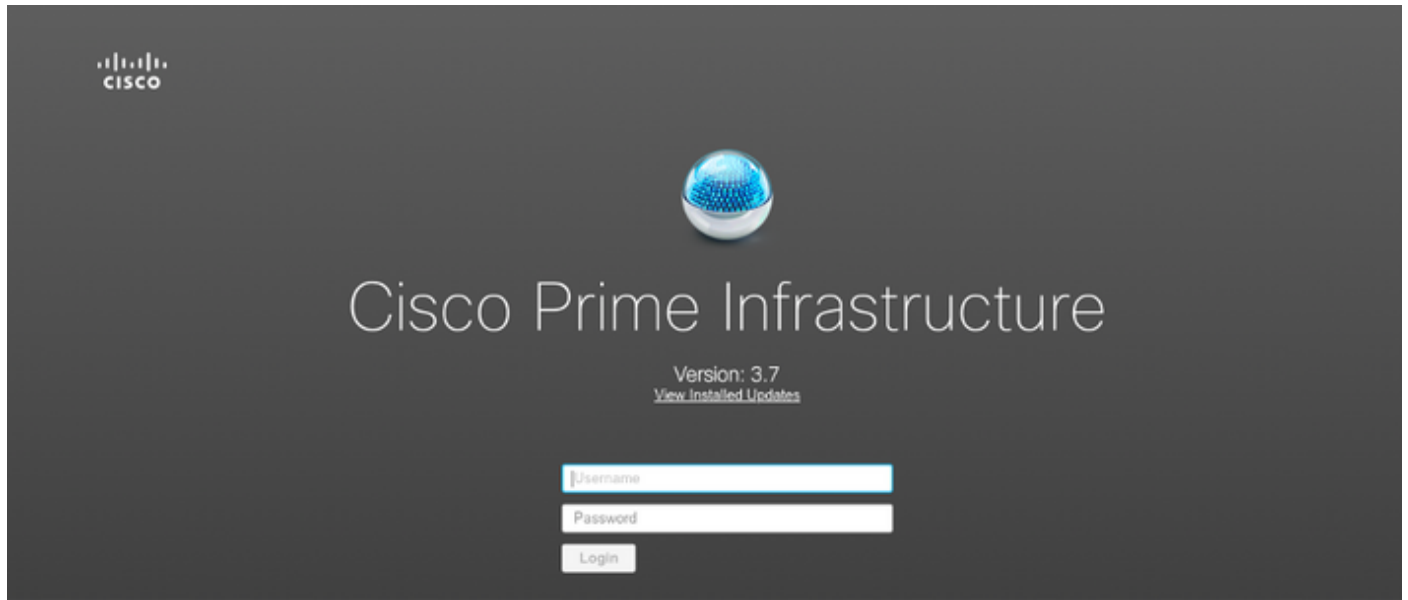 CISCO
Cisco Prime Infrastructure
Version: 3.7
View Installed Updates
Username
Password
Login